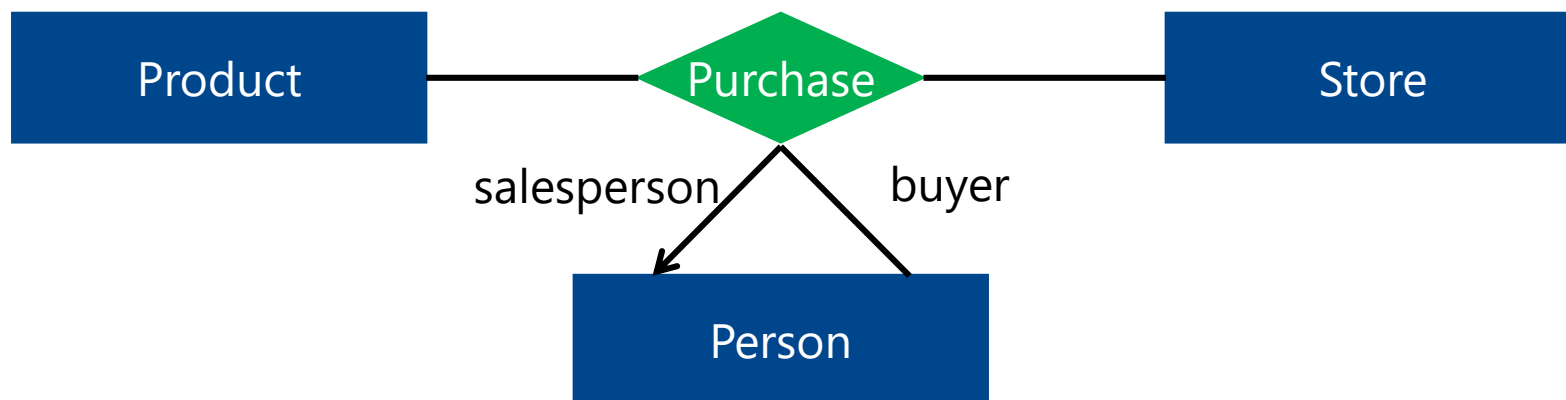 Product
Purchase
Store
salesperson
buyer
Person